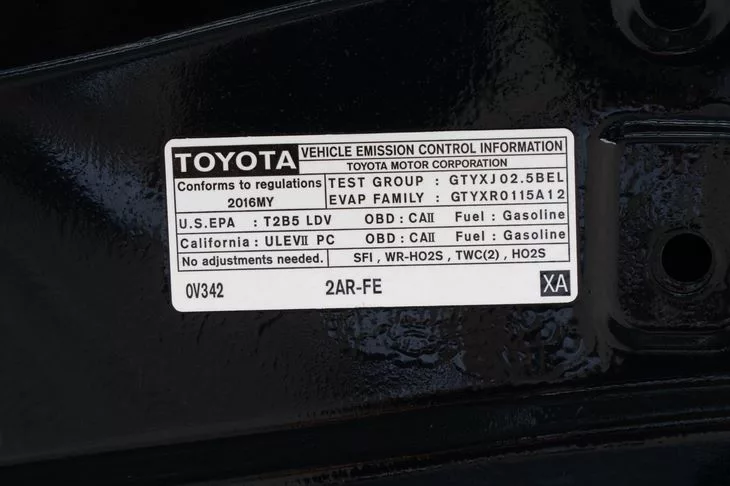 TOYOTA VEHICLE EMISSION CONTROL INFORMATION
TOYOTA MOTOR CORPORATION
Conforms to regulations TEST GROUP : GTYXJ02.5BEL
2016MY EVAP FAMILY : GTYXR0115A12
U.S.EPA : T2B5 LDV OBD : CAII Fuel : Gasoline
California : ULEVII PC OBD : CAII Fuel : Gasoline
No adjustments needed. SFI , WR-HO2S , TWC(2) , HO2S
0V342 2AR-FE XA